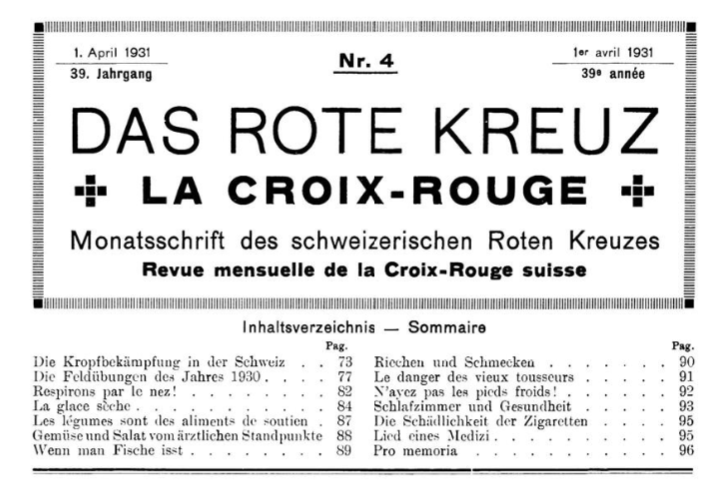 1. April 1931
39. Jahrgang
Nr. 4
1er avril 1931
39e année
DAS ROTE KREUZ
LA CROIX-ROUGE
Monatsschrift des schweizerischen Roten Kreuzes
Revue mensuelle de la Croix-Rouge suisse
Inhaltsverzeichnis — Sommaire
Pag.
Die Kropfbekämpfung in der Schweiz . . 73
Die Feldübungen des Jahres 1930 . . . . 77
Respirons par le nez! . . . . . . . . 82
La glace sèche . . . . . . . . . . 84
Les légumes sont des aliments de soutien . 87
Gemüse und Salat vom ärztlichen Standpunkte 88
Wenn man Fische isst . . . . . . . 89
Pag.
Riechen und Schmecken . . . . . . . 90
Le danger des vieux tousseurs . . . . . 91
N'ayez pas les pieds froids! . . . . . . 92
Schlafzimmer und Gesundheit . . . . . 93
Die Schädlichkeit der Zigaretten . . . . 95
Lied eines Medizi . . . . . . . . . 95
Pro memoria . . . . . . . . . . 96